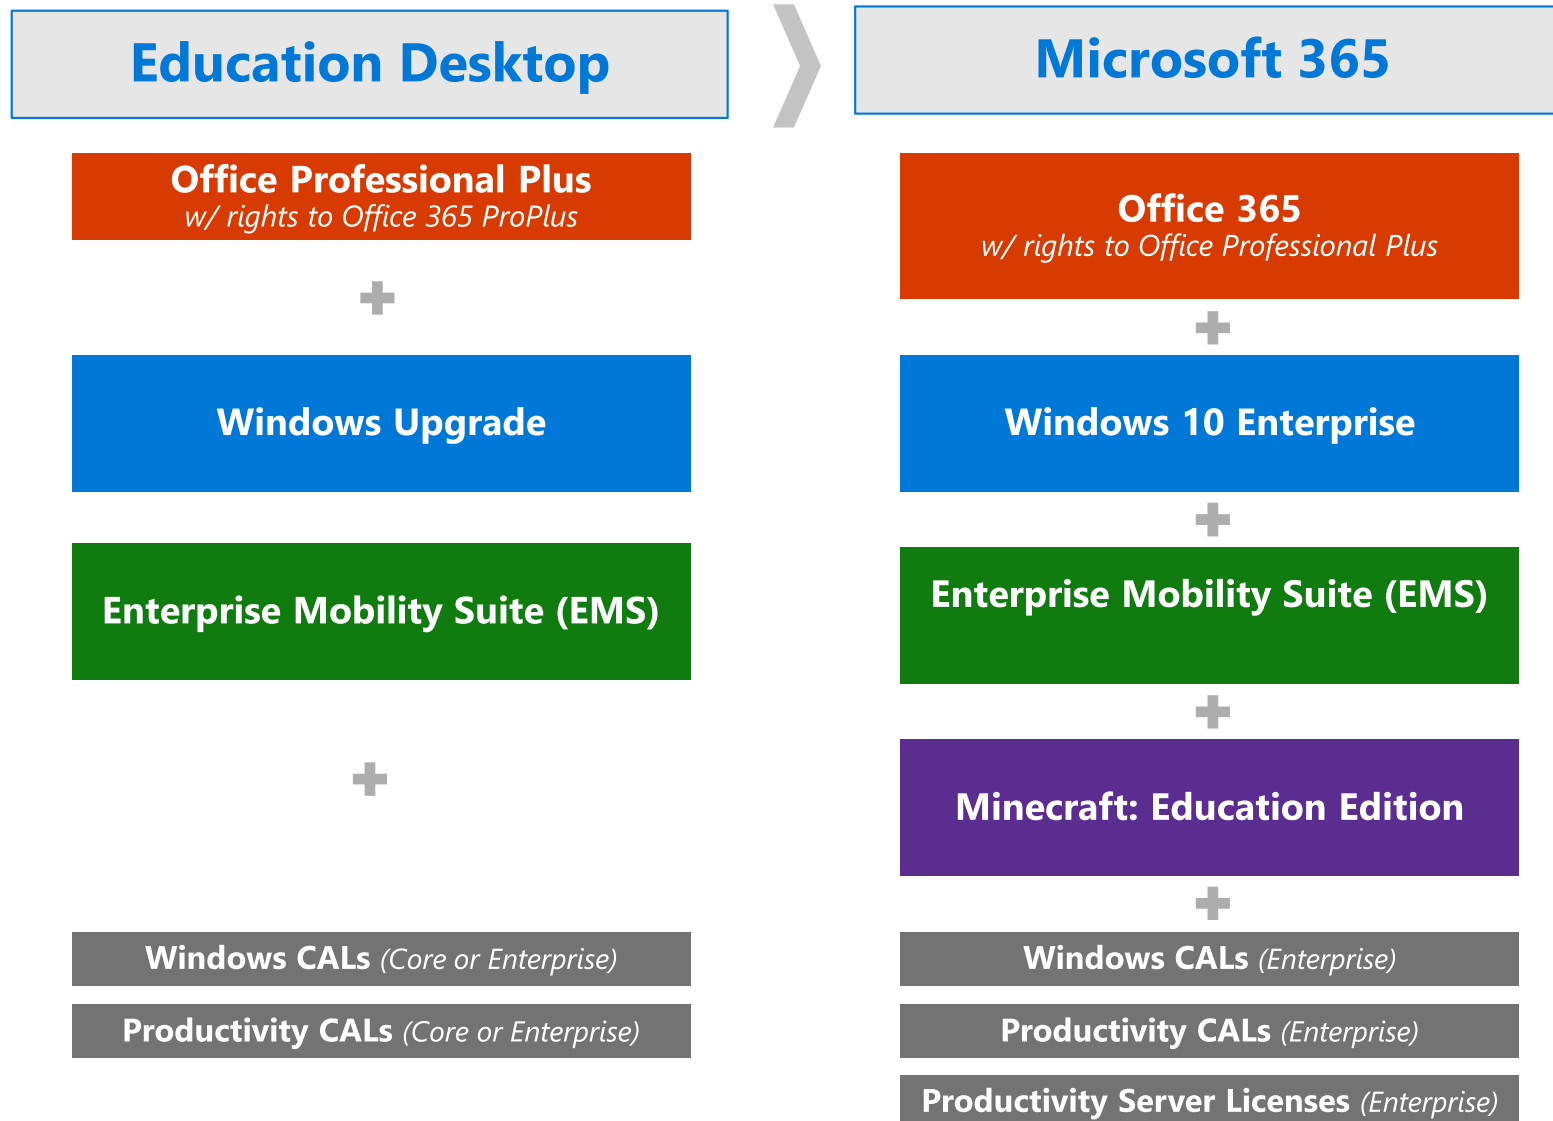 Education Desktop
Office Professional Plus
w/ rights to Office 365 ProPlus
Windows Upgrade
Enterprise Mobility Suite (EMS)
Windows CALs (Core or Enterprise)
Productivity CALs (Core or Enterprise)
Microsoft 365
Office 365
w/ rights to Office Professional Plus
Windows 10 Enterprise
Enterprise Mobility Suite (EMS)
Minecraft: Education Edition
Windows CALs (Enterprise)
Productivity CALs (Enterprise)
Productivity Server Licenses (Enterprise)